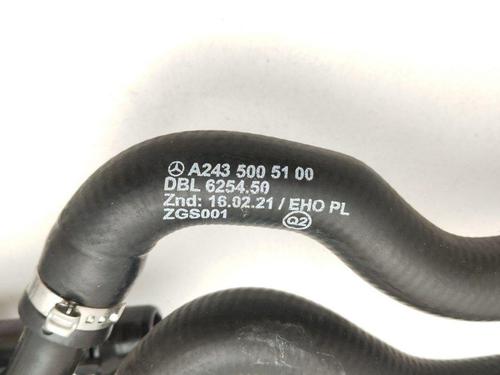 A243 500 51 00
DBL 6254.50
Znd: 16.02.21 / EHO PL
ZGS001
Q2